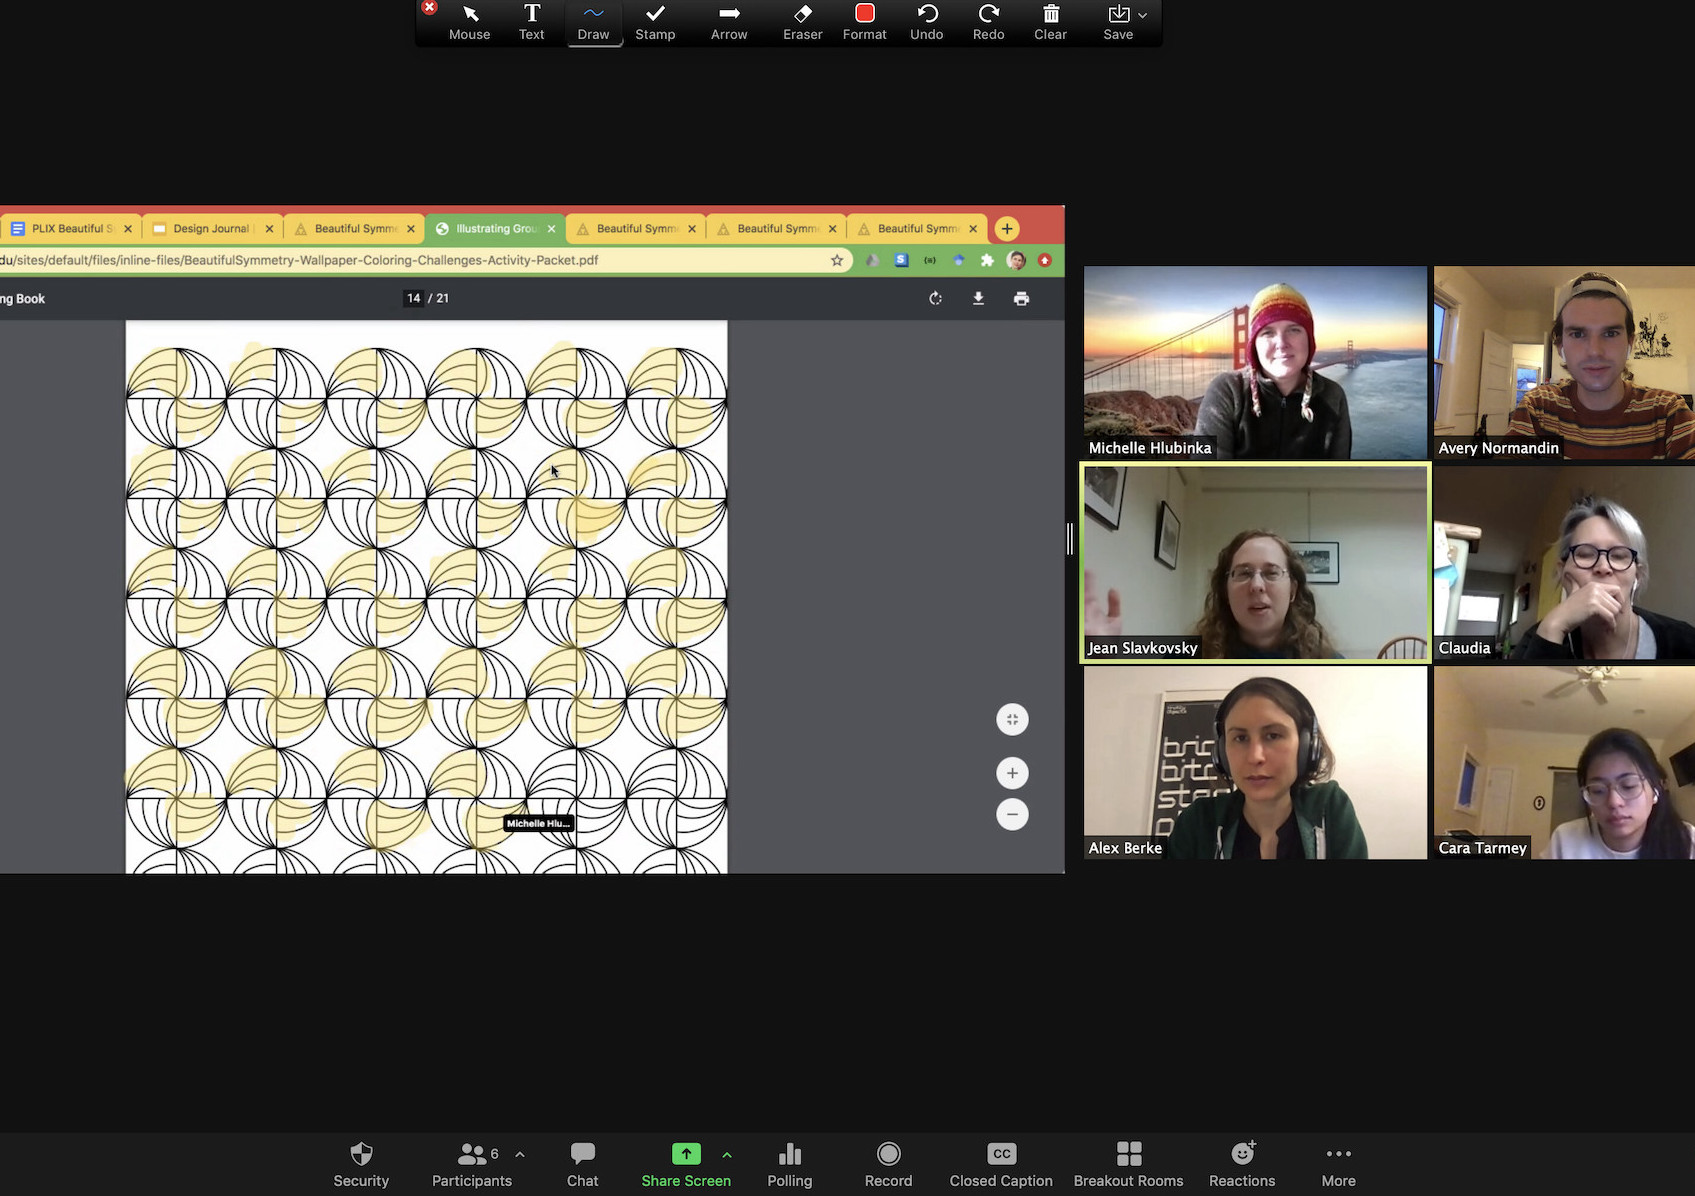 Mouse
Text
Draw
Stamp
Arrow
Eraser
Format
Undo
Redo
Clear
Save
PLIX Beautiful S
Design Journal
Beautiful Symm
Illustrating Grou
Beautiful Symm
Beautiful Symm
Beautiful Symm
du/sites/default/files/inline-files/BeautifulSymmetry-Wallpaper-Coloring-Challenges-Activity-Packet.pdf
ng Book
14 / 21
Michelle Hlu...
Michelle Hlubinka
Avery Normandin
Jean Slavkovsky
Claudia
Alex Berke
Cara Tarmey
Security
6
Participants
Chat
Share Screen
Polling
Record
CC
Closed Caption
Breakout Rooms
Reactions
More